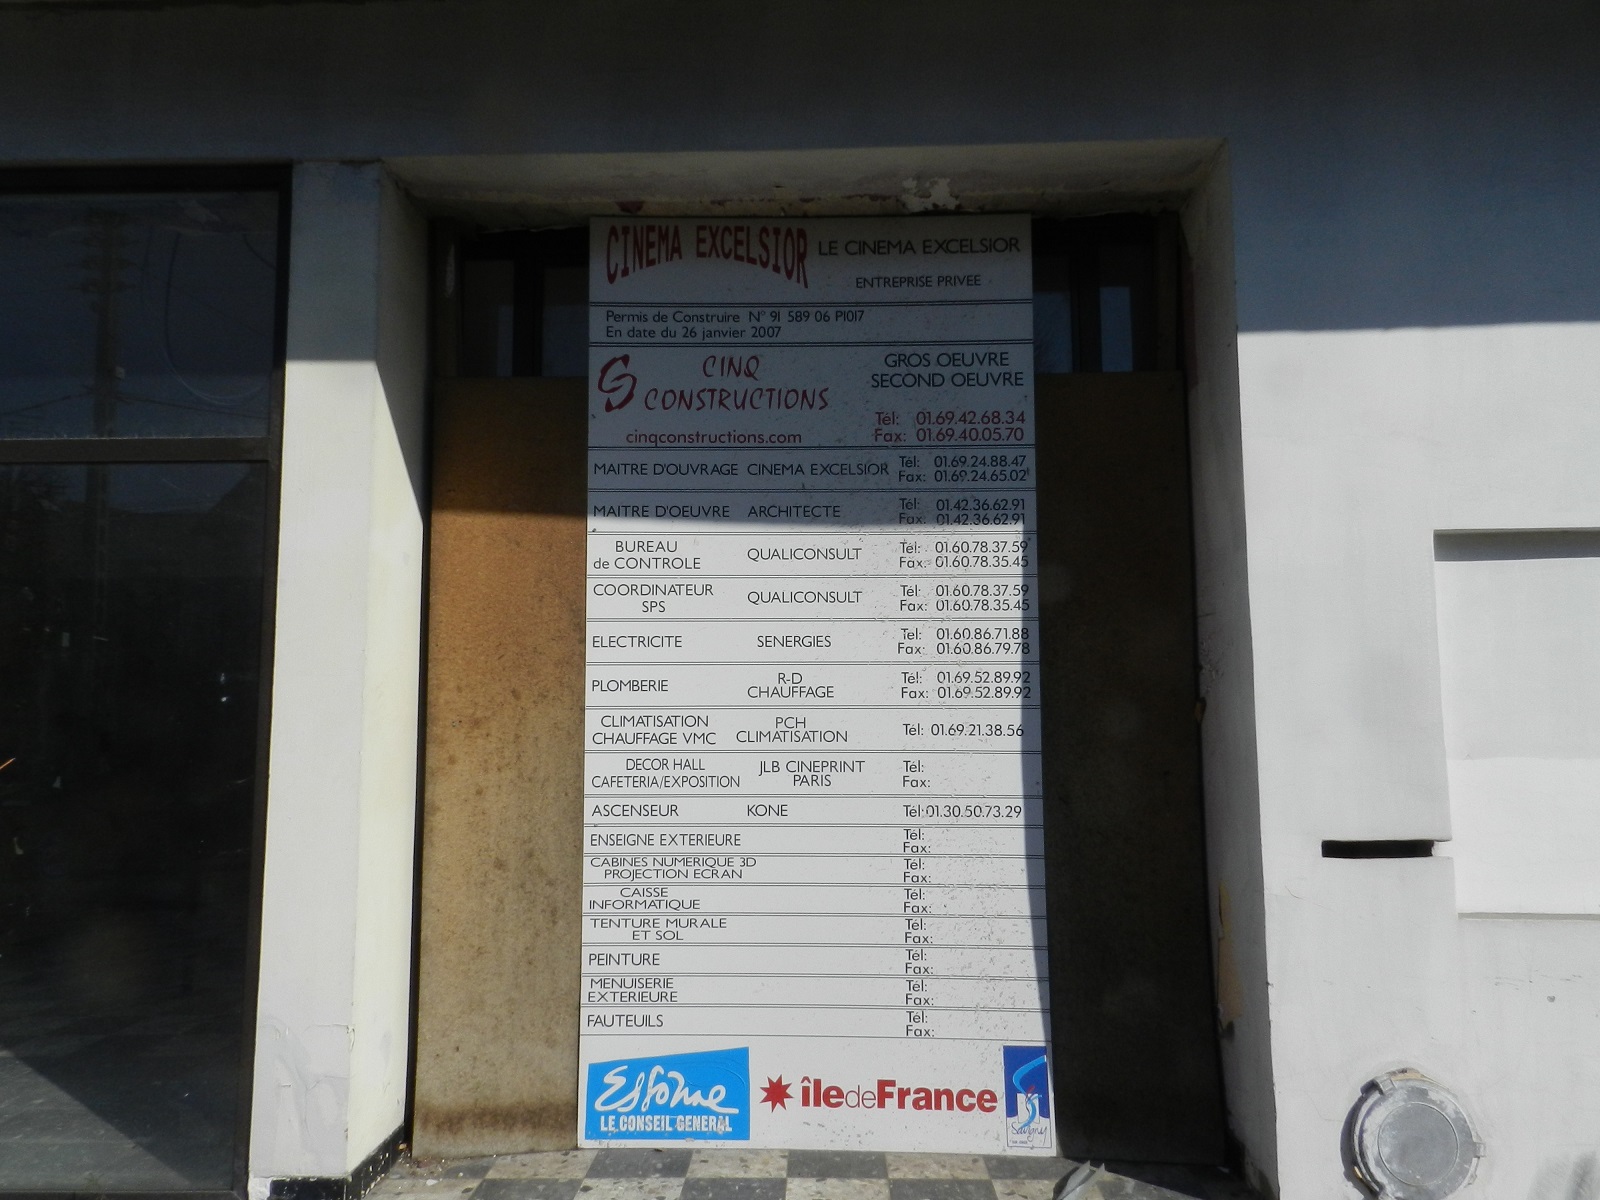 CINEMA EXCELSIOR LE CINEMA EXCELSIOR
ENTREPRISE PRIVEE
Permis de Construire N° 91 589 06 P1017
En date du 26 janvier 2007
CINQ CONSTRUCTIONS
cinqconstructions.com
GROS OEUVRE
SECOND OEUVRE
Tél: 01.69.42.68.34
Fax: 01.69.40.05.70
MAITRE D'OUVRAGE CINEMA EXCELSIOR Tél: 01.69.24.88.47
Fax: 01.69.24.65.02
MAITRE D'OEUVRE ARCHITECTE Tél: 01.42.36.62.91
Fax: 01.42.36.62.91
BUREAU
de CONTROLE QUALICONSULT Tél: 01.60.78.37.59
Fax: 01.60.78.35.45
COORDINATEUR
SPS QUALICONSULT Tél: 01.60.78.37.59
Fax: 01.60.78.35.45
ELECTRICITE SENERGIES Tel: 01.60.86.71.88
Fax: 01.60.86.79.78
PLOMBERIE R-D
CHAUFFAGE Tél: 01.69.52.89.92
Fax: 01.69.52.89.92
CLIMATISATION
CHAUFFAGE VMC PCH
CLIMATISATION Tél: 01.69.21.38.56
DECOR HALL
CAFETERIA/EXPOSITION JLB CINEPRINT
PARIS Tél:
Fax:
ASCENSEUR KONE Tél:01.30.50.73.29
ENSEIGNE EXTERIEURE Tél:
Fax:
CABINES NUMERIQUE 3D
PROJECTION ECRAN Tél:
Fax:
CAISSE
INFORMATIQUE Tél:
Fax:
TENTURE MURALE
ET SOL Tél:
Fax:
PEINTURE Tél:
Fax:
MENUISERIE
EXTERIEURE Tél:
Fax:
FAUTEUILS Tél:
Fax:
Essonne
LE CONSEIL GENERAL
île de France
Savigny